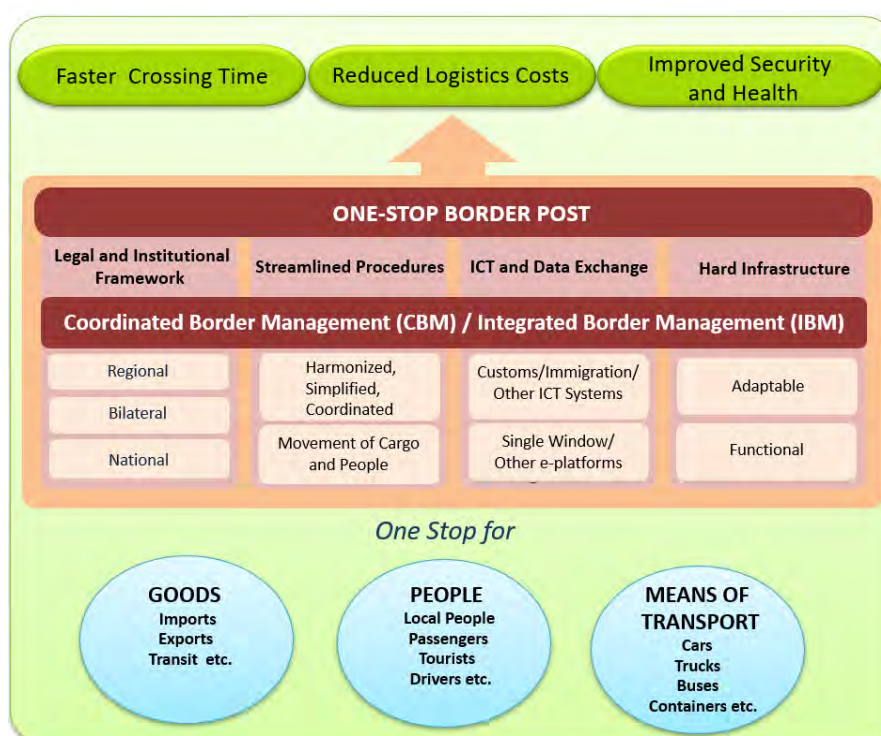 Faster Crossing Time
Reduced Logistics Costs
Improved Security
and Health
ONE-STOP BORDER POST
Legal and Institutional
Framework
Streamlined Procedures
ICT and Data Exchange
Hard Infrastructure
Coordinated Border Management (CBM) / Integrated Border Management (IBM)
Regional
Bilateral
National
Harmonized,
Simplified,
Coordinated
Movement of Cargo
and People
Customs/Immigration/
Other ICT Systems
Single Window/
Other e-platforms
Adaptable
Functional
One Stop for
GOODS
Imports
Exports
Transit etc.
PEOPLE
Local People
Passengers
Tourists
Drivers etc.
MEANS OF
TRANSPORT
Cars
Trucks
Buses
Containers etc.